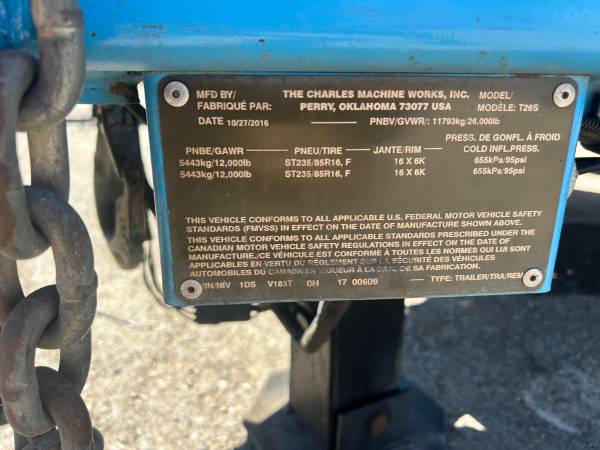 MFD BY/ THE CHARLES MACHINE WORKS, INC. MODEL/
FABRIQUÉ PAR: PERRY, OKLAHOMA 73077 USA MODÈLE: T26S
DATE 10/27/2016 PNBV/GVWR/: 11793kg/26,000lb
PRESS. DE GONFL. À FROID
PNBE/GAWR PNEU/TIRE JANTE/RIM COLD INFL.PRESS.
5443kg/12,000lb ST235/85R16, F 16 X 6K 655kPa/95psi
5443kg/12,000lb ST235/85R16, F 16 X 6K 655kPa/95psi
THIS VEHICLE CONFORMS TO ALL APPLICABLE U.S. FEDERAL MOTOR VEHICLE SAFETY
STANDARDS (FMVSS) IN EFFECT ON THE DATE OF MANUFACTURE SHOWN ABOVE.
THIS VEHICLE CONFORMS TO ALL APPLICABLE STANDARDS PRESCRIBED UNDER THE
CANADIAN MOTOR VEHICLE SAFETY REGULATIONS IN EFFECT ON THE DATE OF
MANUFACTURE./CE VÉHICULE EST CONFORME À TOUTES LES NORMES QUI LUI SONT
APPLICABLES EN VERTU DU RÈGLEMENT SUR LA SÉCURITÉ DES VÉHICULES
AUTOMOBILES DU CANADA EN VIGUEUR À LA DATE DE SA FABRICATION.
VIN/NIV 1DS V183T 0H 17 00609 - TYPE: TRAILER/TRA/REM